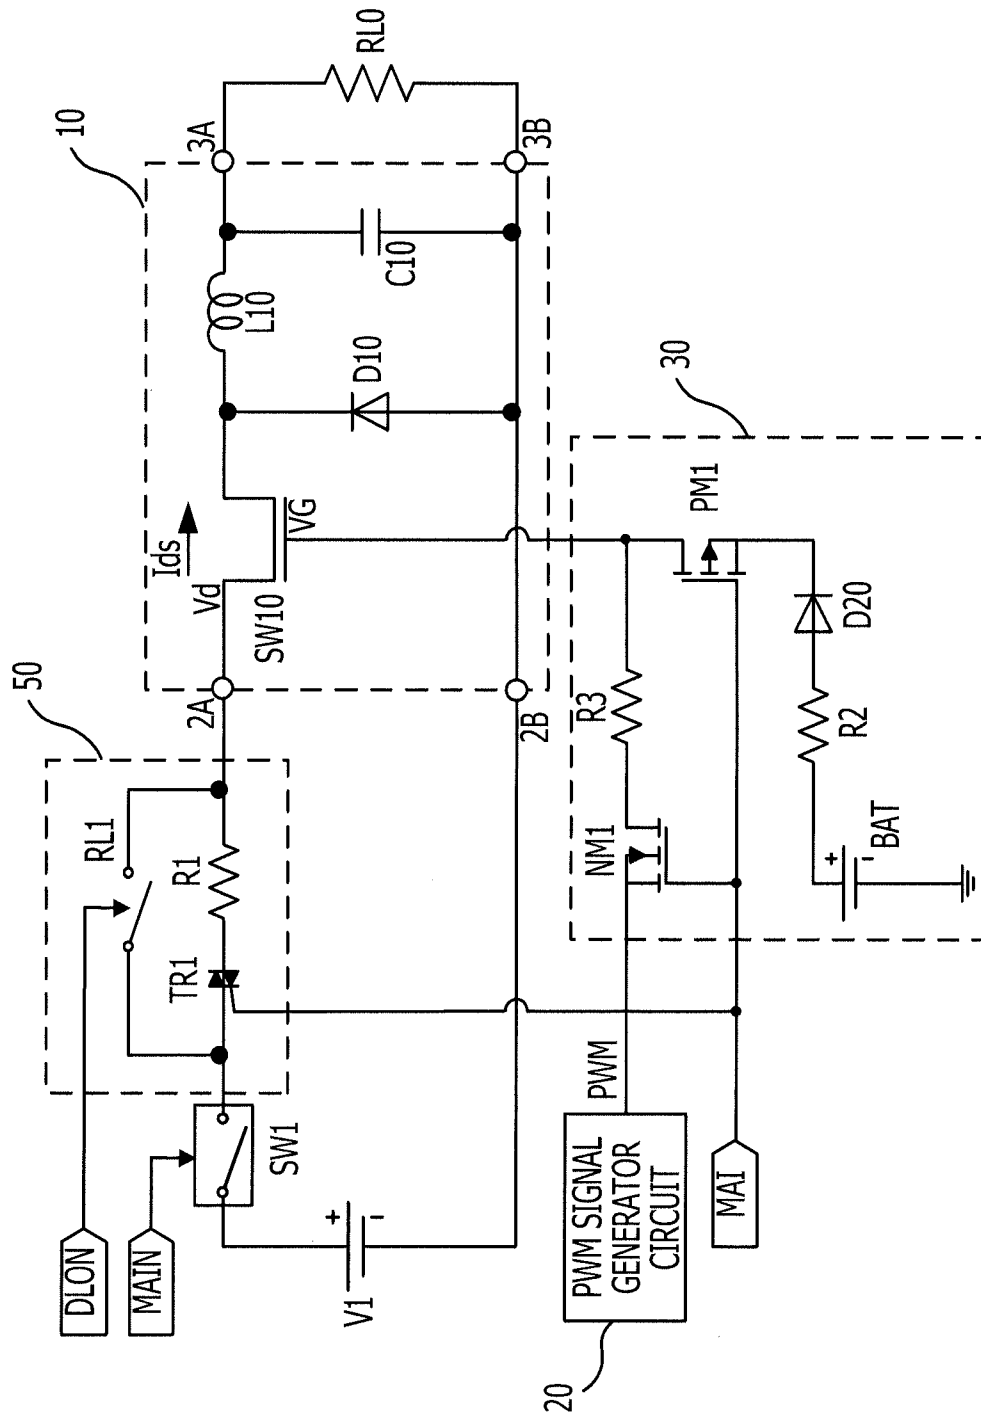 DLON
MAIN
V1
SW1
50
RL1
TR1
R1
2A
2B
10
Ids
Vd
SW10
VG
D10
L10
C10
3A
3B
RL0
20
PWM SIGNAL
GENERATOR
CIRCUIT
PWM
MAI
30
NM1
R3
PM1
BAT
R2
D20
+
-
+
-